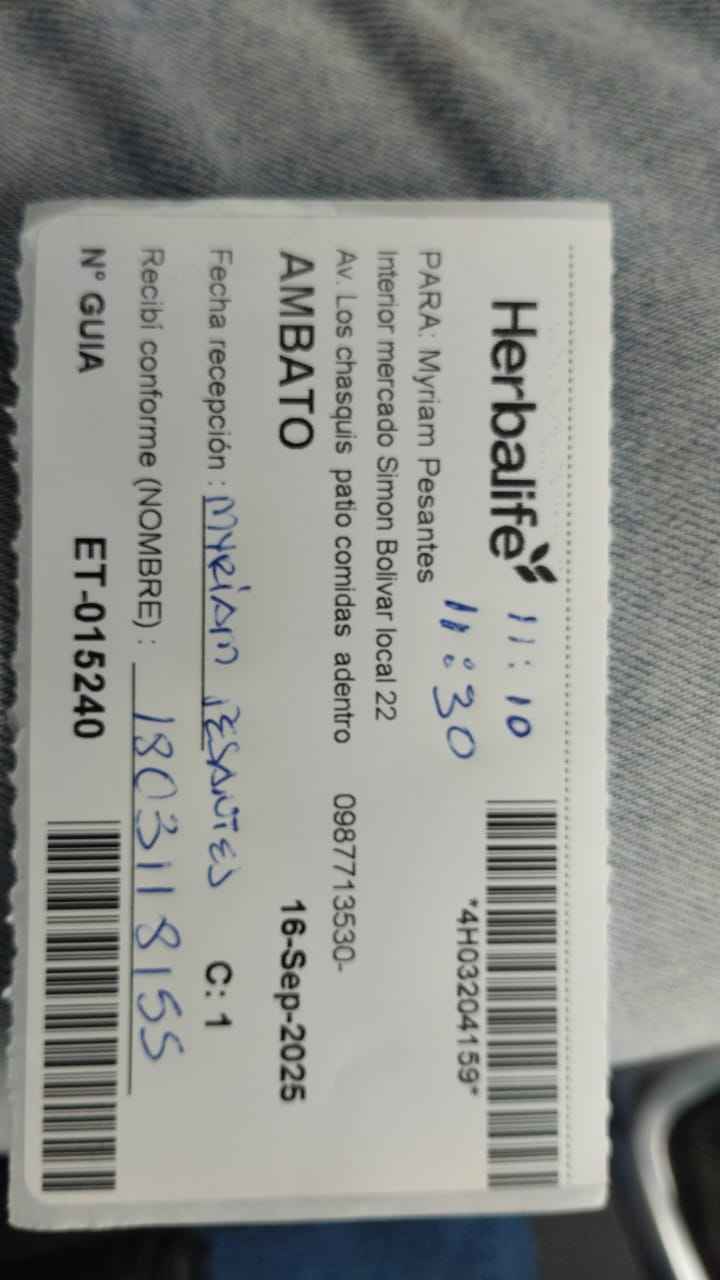 Herbalife 11:10
11:30
*4H03204159*
PARA: Myriam Pesantes
Interior mercado Simon Bolivar local 22
Av. Los chasquis patio comidas adentro 0987713530-
AMBATO 16-Sep-2025
Fecha recepción : MYRIAM PESANTES C: 1
Recibí conforme (NOMBRE) : 1803118155
N° GUIA ET-015240